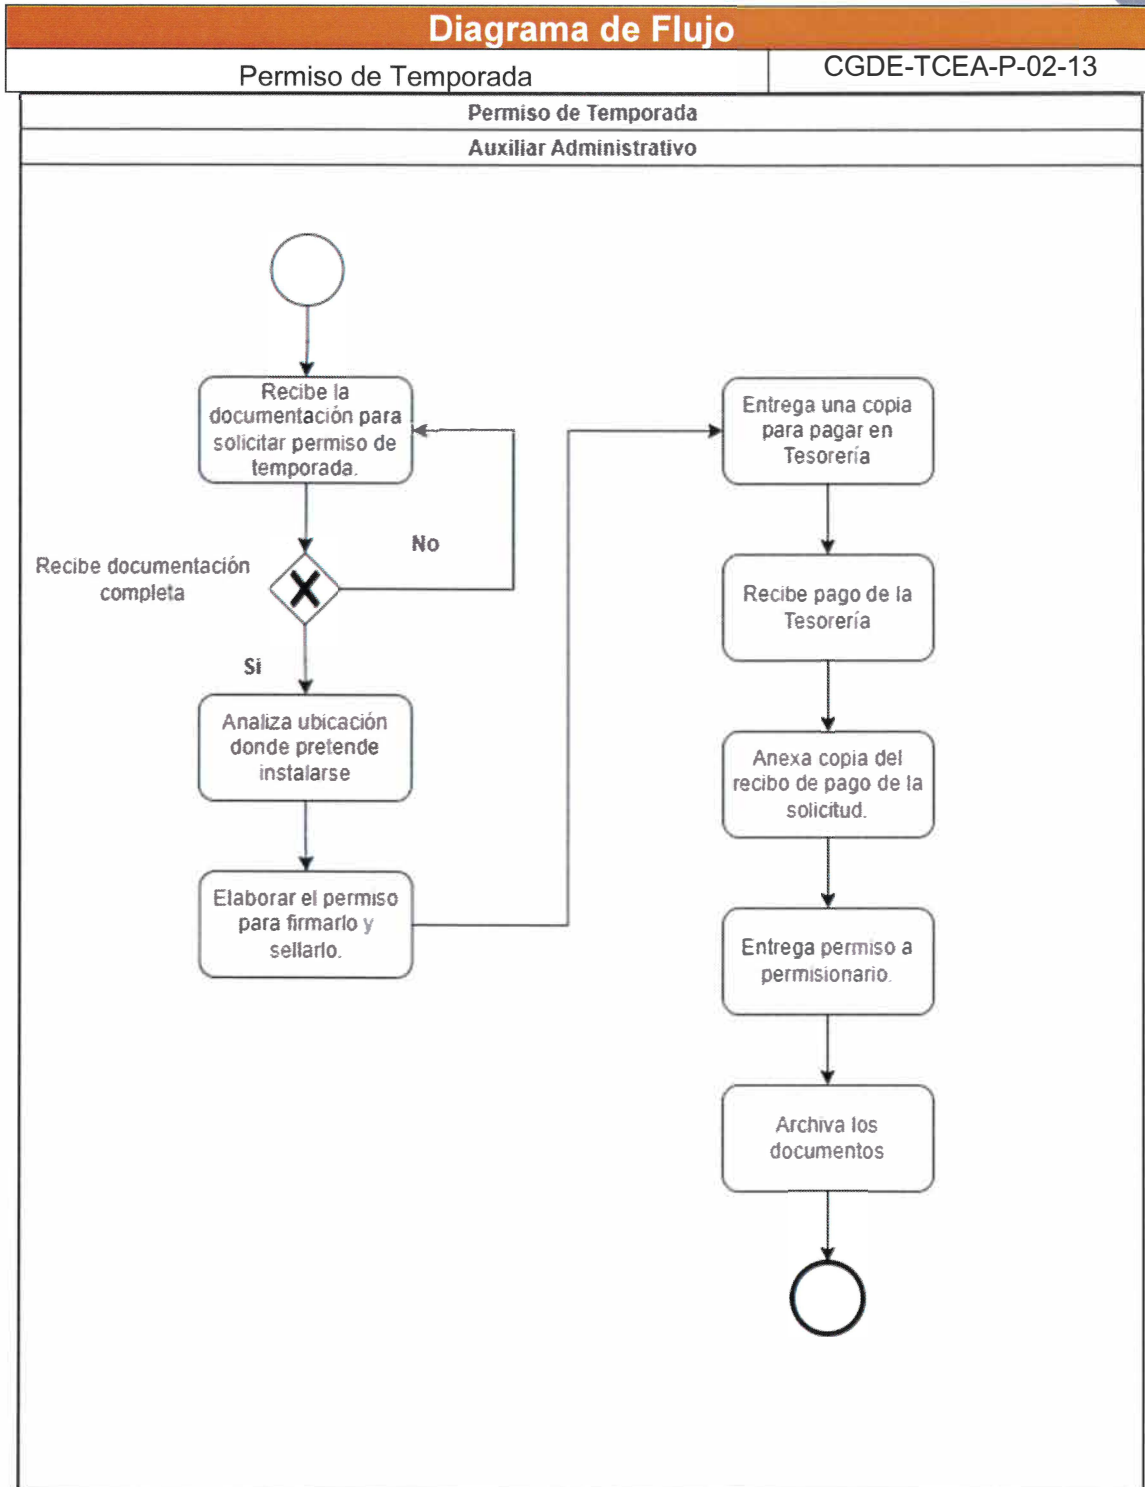 Diagrama de Flujo
Permiso de Temporada
CGDE-TCEA-P-02-13
Permiso de Temporada
Auxiliar Administrativo
Recibe la
documentación para
solicitar permiso de
temporada.
Recibe documentación
completa
No
Si
Analiza ubicación
donde pretende
instalarse
Elaborar el permiso
para firmarlo y
sellarlo.
Entrega una copia
para pagar en
Tesorería
Recibe pago de la
Tesorería
Anexa copia del
recibo de pago de la
solicitud.
Entrega permiso a
permisionario.
Archiva los
documentos